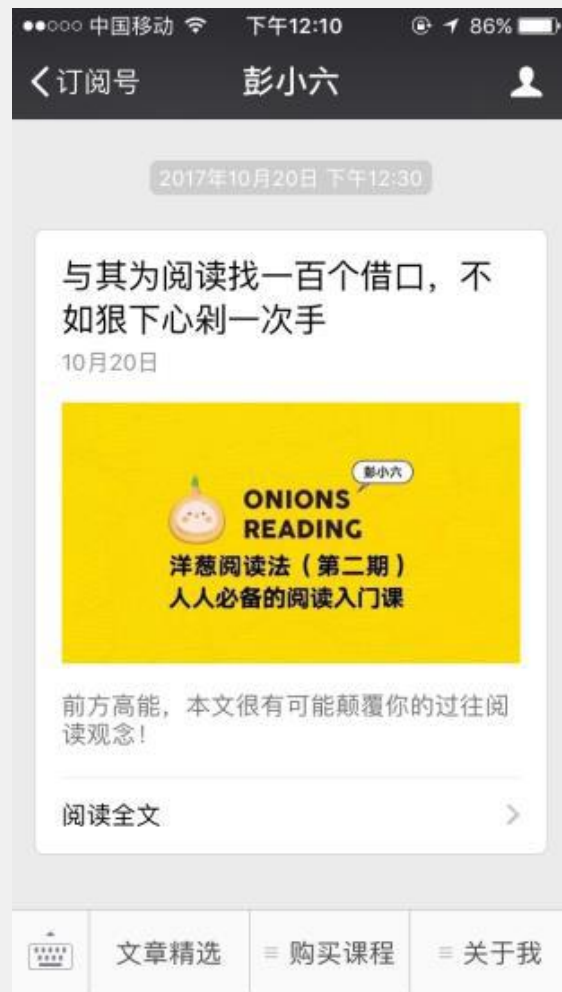 中国移动 下午12:10 86%
订阅号 彭小六
2017年10月20日 下午12:30
与其为阅读找一百个借口，不
如狠下心剁一次手
10月20日
彭小六
ONIONS
READING
洋葱阅读法（第二期）
人人必备的阅读入门课
前方高能，本文很有可能颠覆你的过往阅
读观念！
阅读全文
文章精选 购买课程 关于我